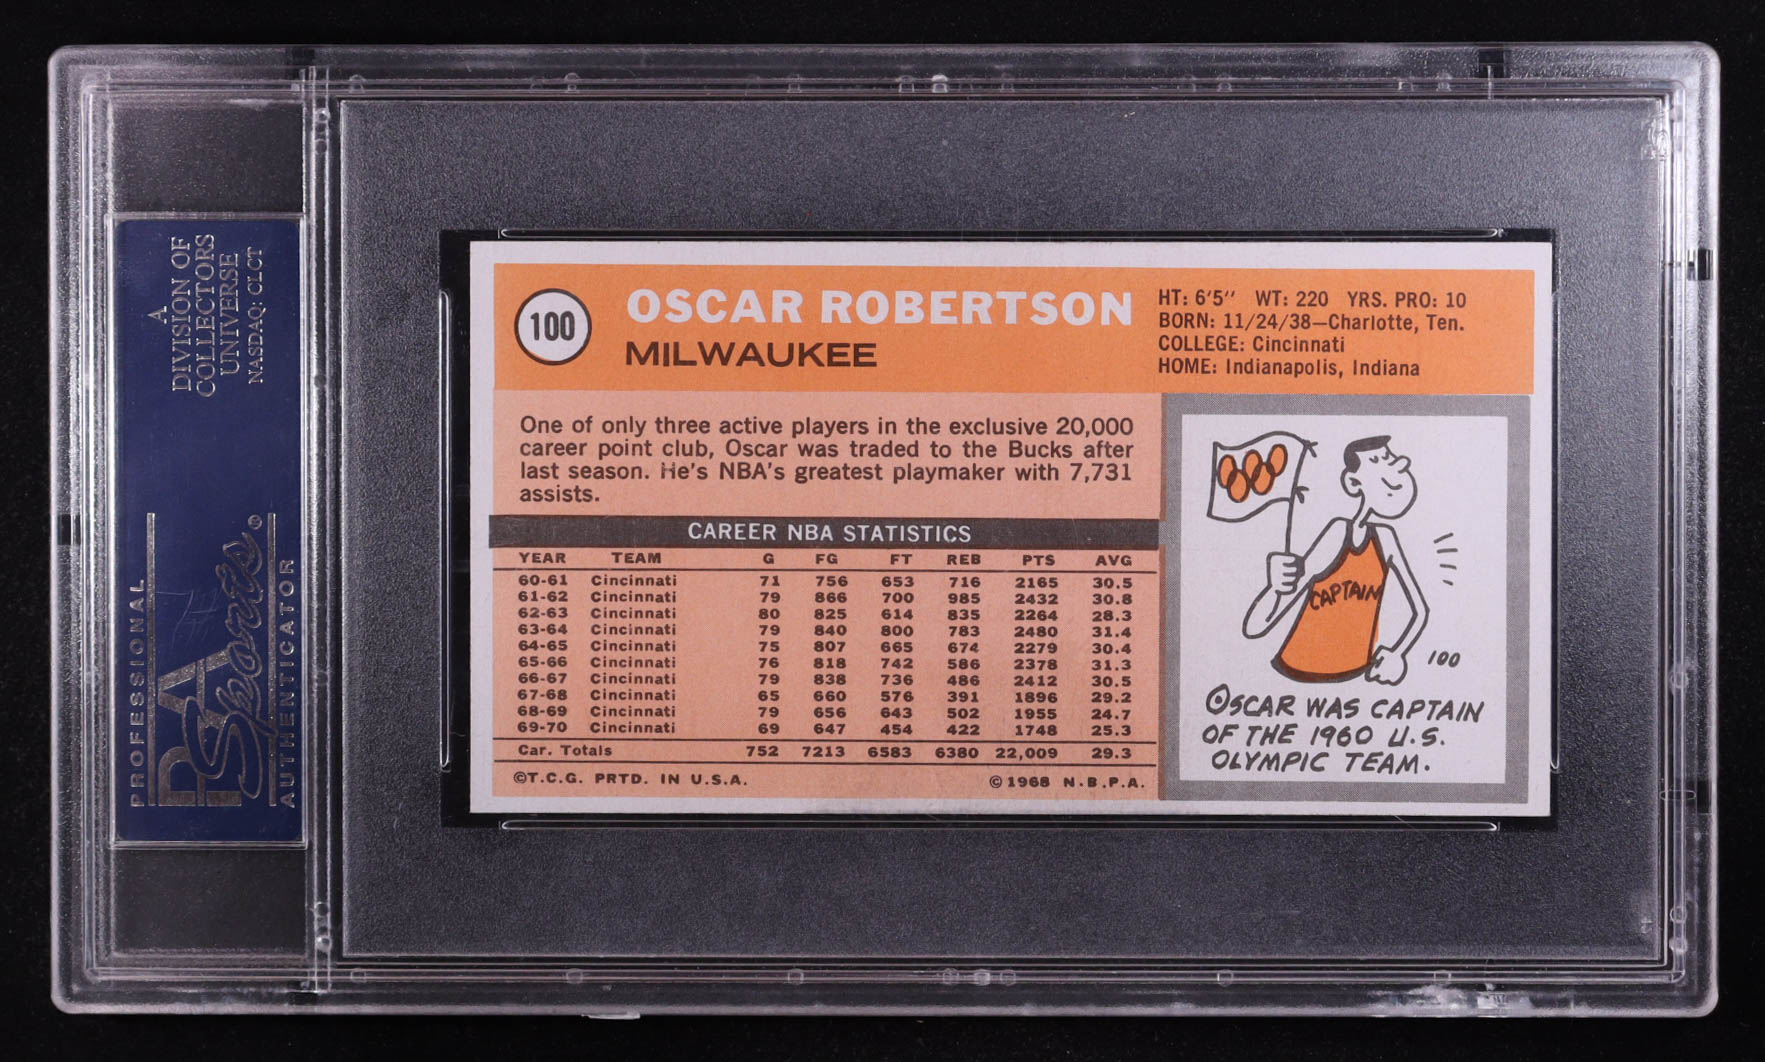 A
DIVISION OF
COLLECTORS
UNIVERSE
NASDAQ: CLCT
PROFESSIONAL
PSA
Sports®
AUTHENTICATOR
100
OSCAR ROBERTSON
MILWAUKEE
HT: 6'5" WT: 220 YRS. PRO: 10
BORN: 11/24/38—Charlotte, Ten.
COLLEGE: Cincinnati
HOME: Indianapolis, Indiana
One of only three active players in the exclusive 20,000
career point club, Oscar was traded to the Bucks after
last season. He's NBA's greatest playmaker with 7,731
assists.
CAREER NBA STATISTICS
YEAR TEAM G FG FT REB PTS AVG
60-61 Cincinnati 71 756 653 716 2165 30.5
61-62 Cincinnati 79 866 700 985 2432 30.8
62-63 Cincinnati 80 825 614 835 2264 28.3
63-64 Cincinnati 79 840 800 783 2480 31.4
64-65 Cincinnati 75 807 665 674 2279 30.4
65-66 Cincinnati 76 818 742 586 2378 31.3
66-67 Cincinnati 79 838 736 486 2412 30.5
67-68 Cincinnati 65 660 576 391 1896 29.2
68-69 Cincinnati 79 656 643 502 1955 24.7
69-70 Cincinnati 69 647 454 422 1748 25.3
Car. Totals 752 7213 6583 6380 22,009 29.3
©T.C.G. PRTD. IN U.S.A. ©1968 N.B.P.A.
CAPTAIN
100
OSCAR WAS CAPTAIN
OF THE 1960 U.S.
OLYMPIC TEAM.